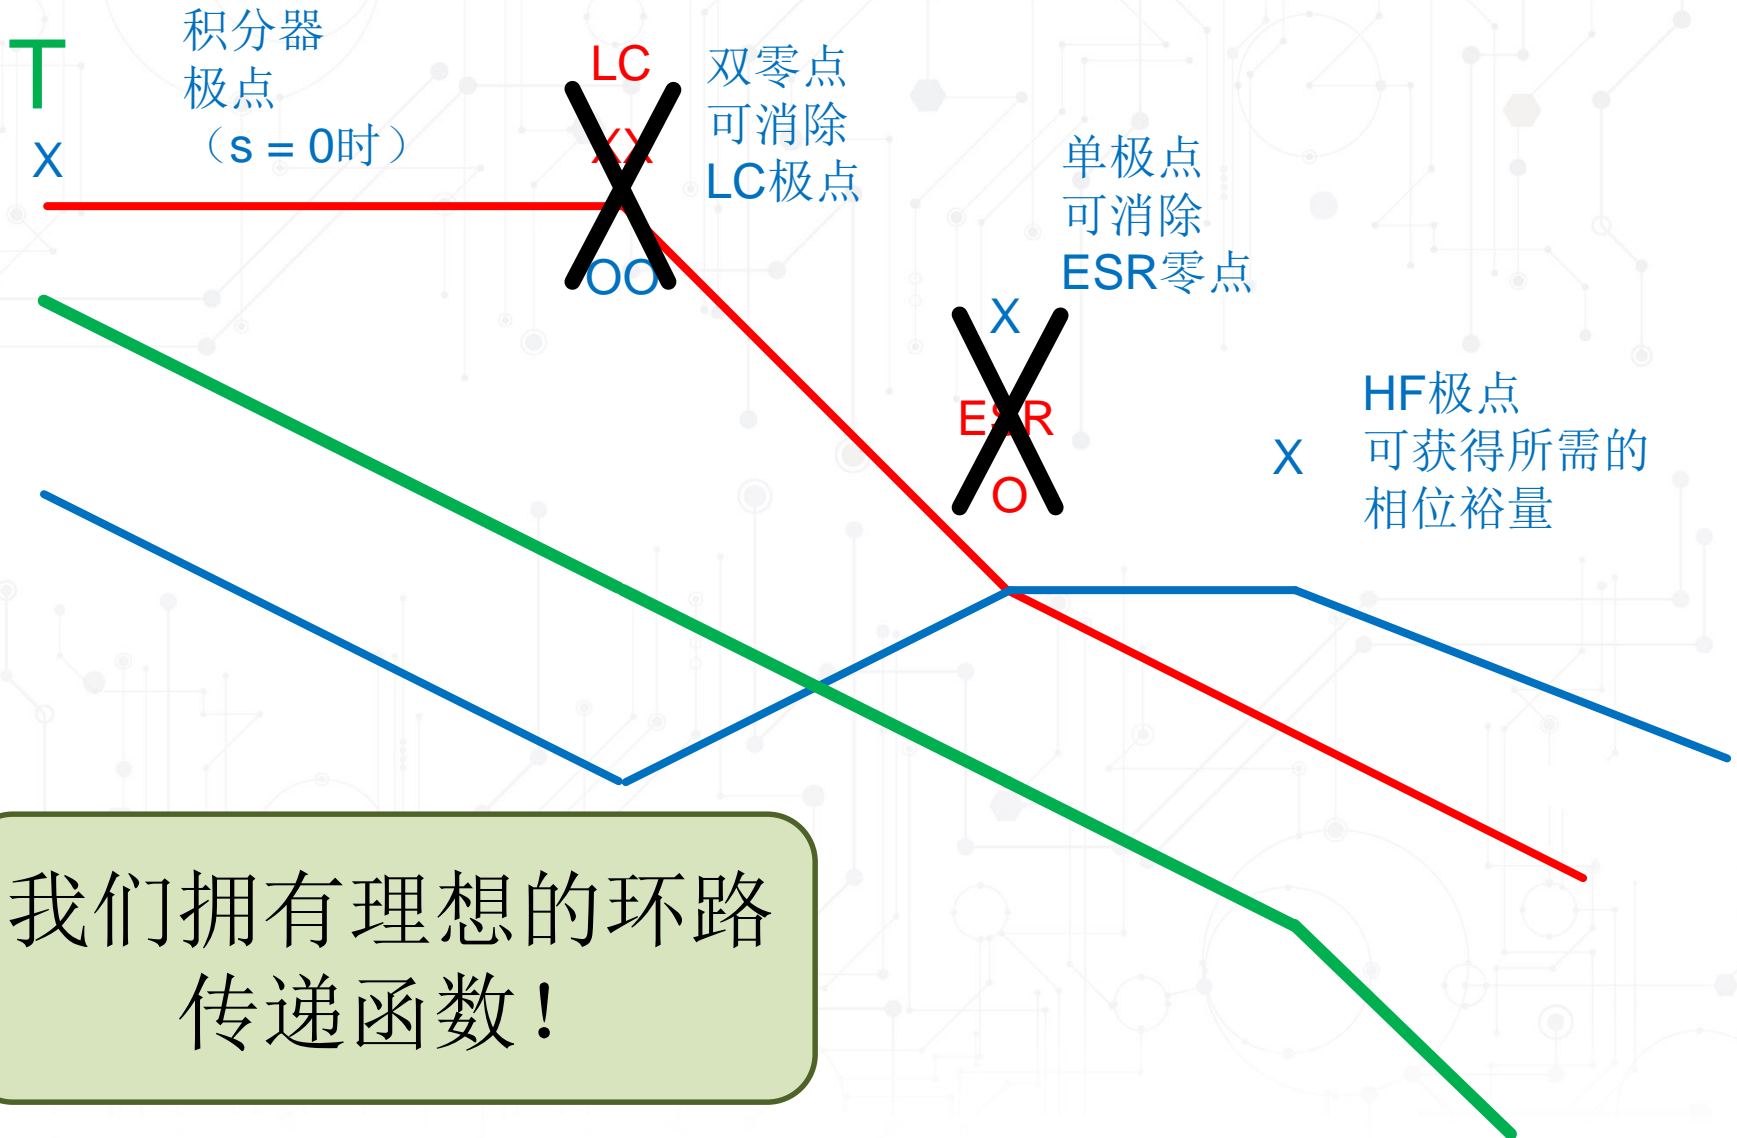 T
X
积分器
极点
（s = 0时）
LC
XX
OO
双零点
可消除
LC极点
单极点
可消除
ESR零点
X
ESR
O
X
HF极点
可获得所需的
相位裕量
我们拥有理想的环路
传递函数！